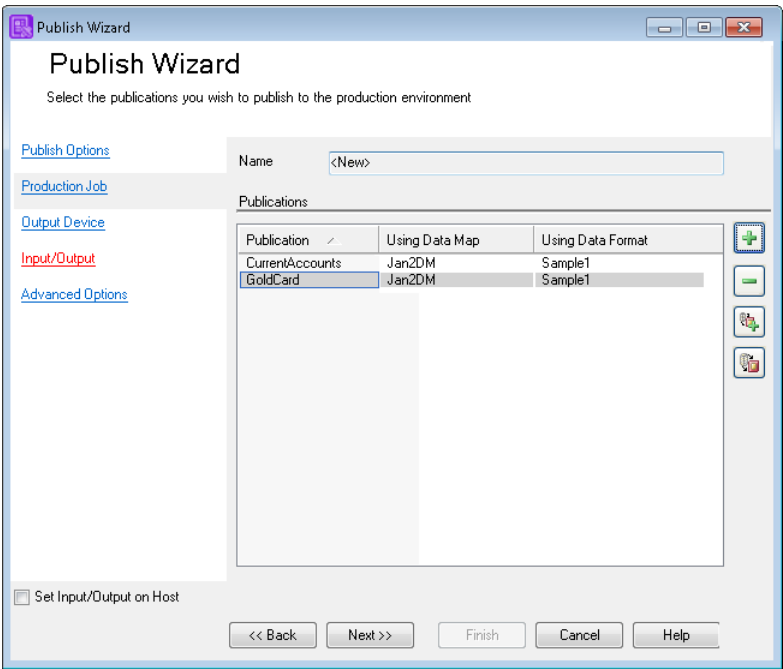 Publish Wizard
Publish Wizard
Select the publications you wish to publish to the production environment
Publish Options
Production Job
Output Device
Input/Output
Advanced Options
Name <New>
Publications
Publication Using Data Map Using Data Format
CurrentAccounts Jan2DM Sample1
GoldCard Jan2DM Sample1
Set Input/Output on Host
<< Back Next >> Finish Cancel Help